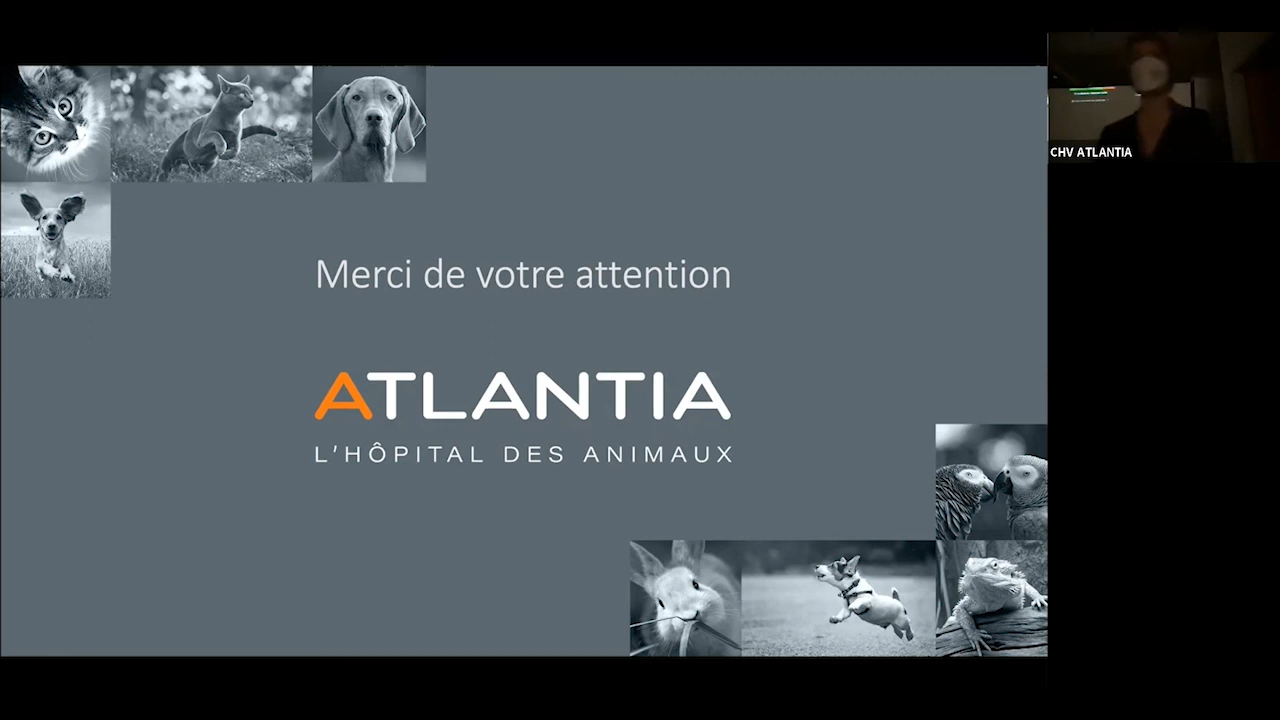 CHV ATLANTIA
Merci de votre attention
ATLANTIA
L'HÔPITAL DES ANIMAUX